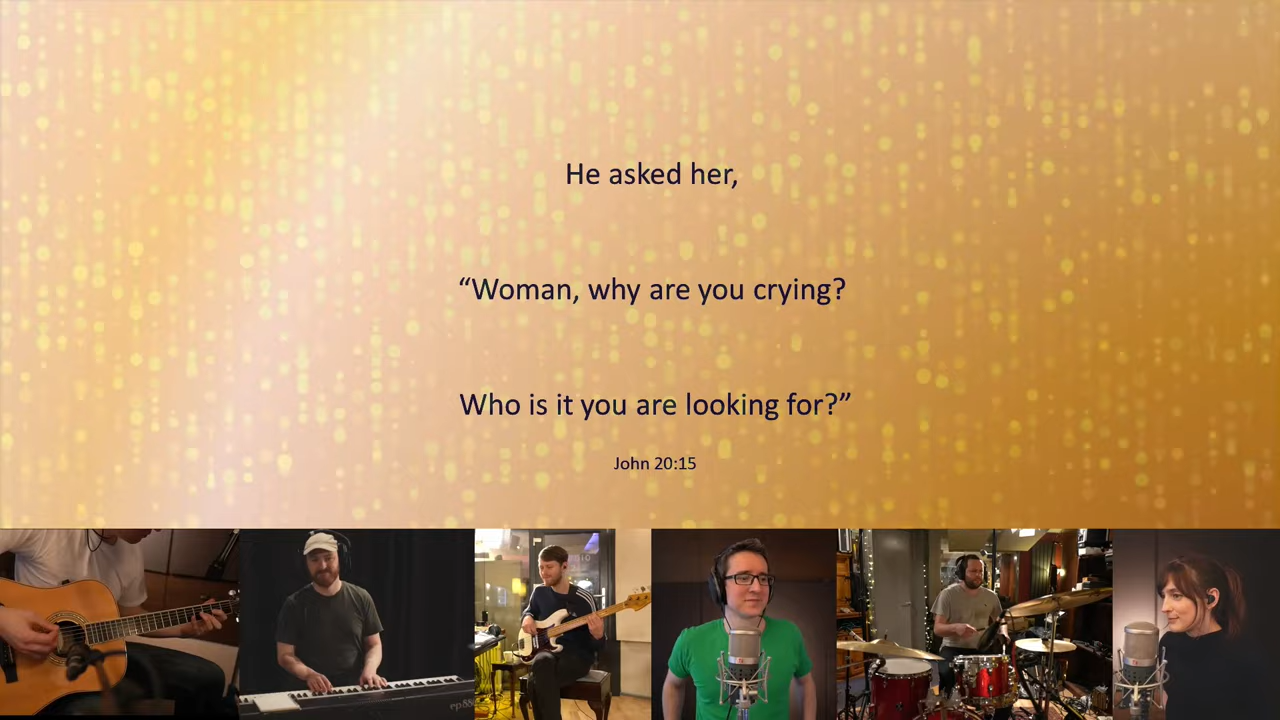 He asked her,
“Woman, why are you crying?
Who is it you are looking for?”
John 20:15